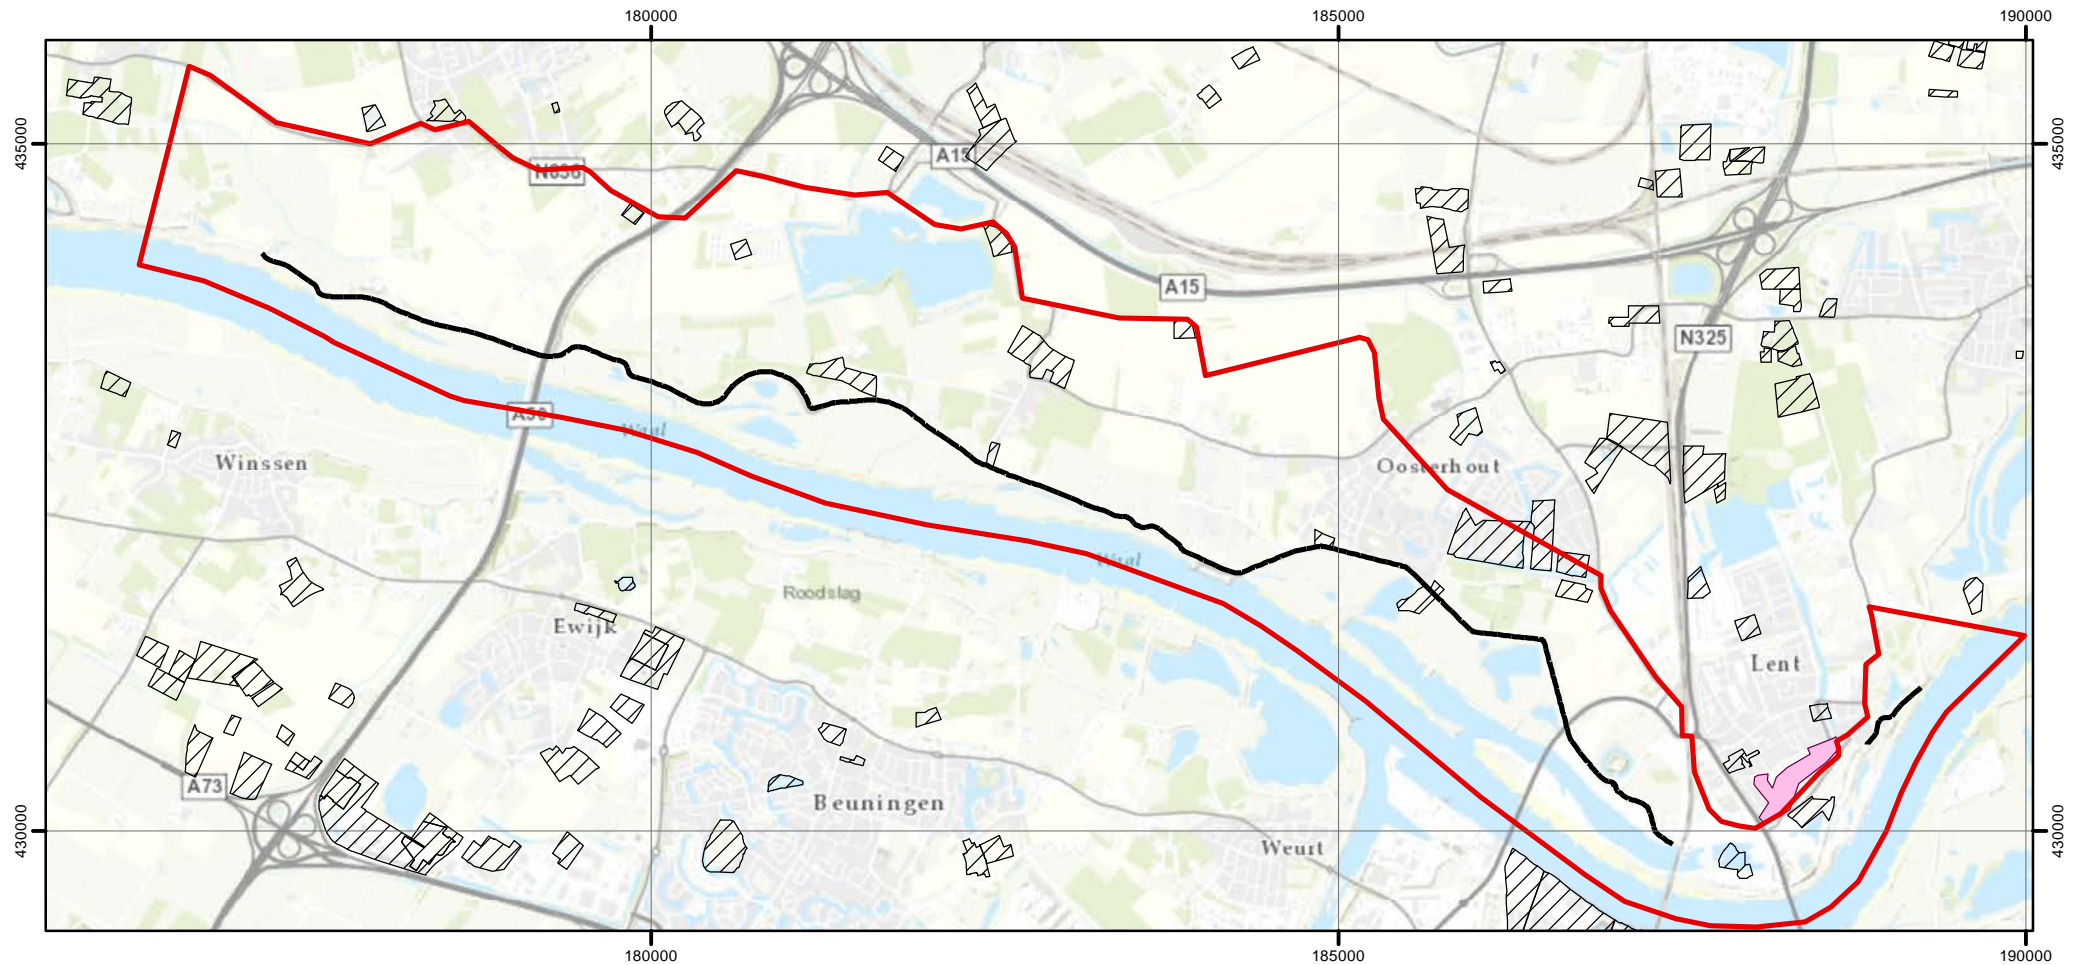 180000
185000
190000
435000
435000
A15
N836
A15
N325
A50
Waal
Winssen
Oosterhout
Waal
Roodslag
Ewijk
Lent
A73
Beuningen
430000
430000
Weurt
180000
185000
190000